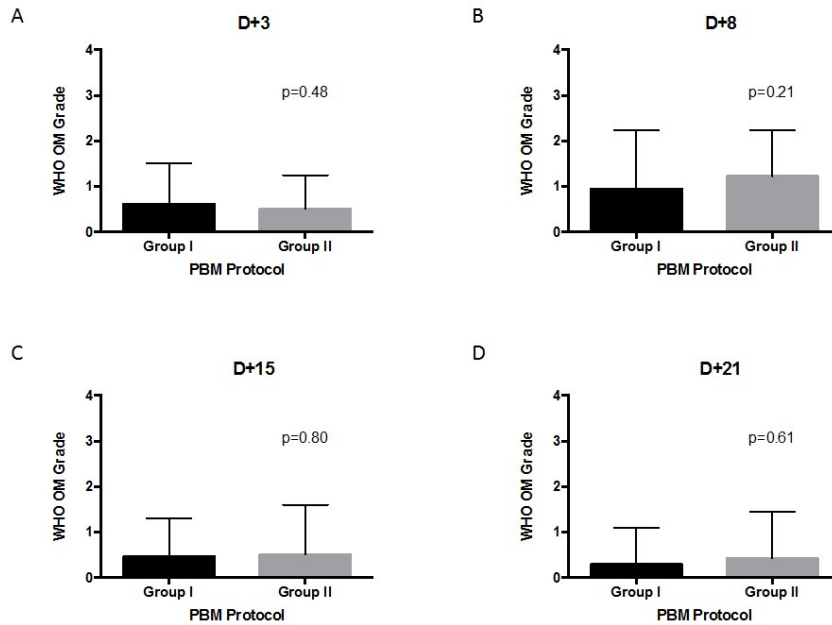 A
D+3
WHO OM Grade
4
3
2
1
0
p=0.48
Group I
Group II
PBM Protocol
B
D+8
WHO OM Grade
4
3
2
1
0
p=0.21
Group I
Group II
PBM Protocol
C
D+15
WHO OM Grade
4
3
2
1
0
p=0.80
Group I
Group II
PBM Protocol
D
D+21
WHO OM Grade
4
3
2
1
0
p=0.61
Group I
Group II
PBM Protocol